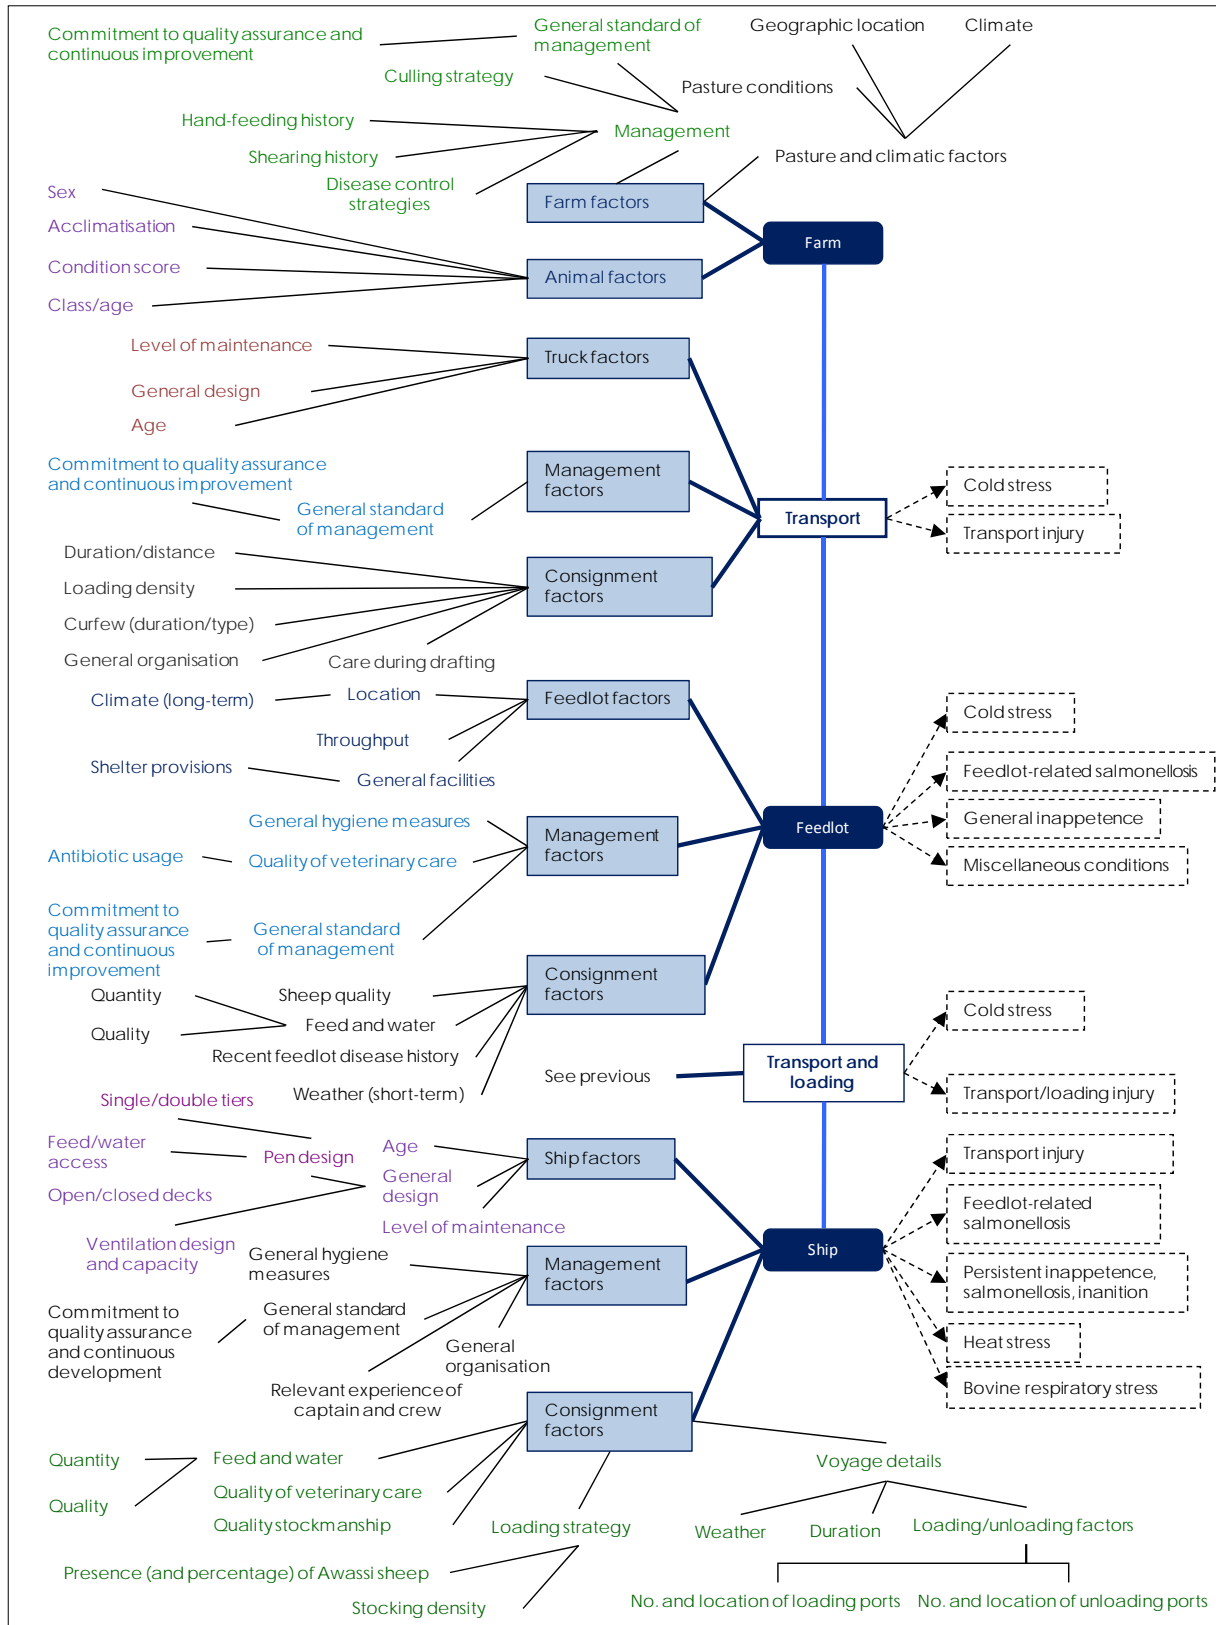 Commitment to quality assurance and
continuous improvement
General standard of
management
Geographic location
Climate
Culling strategy
Pasture conditions
Hand-feeding history
Management
Shearing history
Pasture and climatic factors
Disease control
strategies
Sex
Farm factors
Acclimatisation
Farm
Condition score
Animal factors
Class/age
Level of maintenance
Truck factors
General design
Age
Commitment to quality assurance
and continuous improvement
Management
factors
General standard
of management
Transport
Cold stress
Transport injury
Duration/distance
Loading density
Consignment
factors
Curfew (duration/type)
General organisation
Care during drafting
Climate (long-term)
Location
Feedlot factors
Cold stress
Throughput
Shelter provisions
General facilities
Feedlot-related salmonellosis
General hygiene measures
Management
factors
Feedlot
General inappetence
Antibiotic usage
Quality of veterinary care
Miscellaneous conditions
Commitment to
quality assurance
and continuous
improvement
General standard
of management
Consignment
factors
Quantity
Sheep quality
Quality
Feed and water
Cold stress
Recent feedlot disease history
See previous
Transport and
loading
Weather (short-term)
Transport/loading injury
Single/double tiers
Feed/water
access
Pen design
Age
Ship factors
Transport injury
Open/closed decks
General
design
Level of maintenance
Feedlot-related
salmonellosis
Ventilation design
and capacity
General hygiene
measures
Management
factors
Ship
Persistent inappetence,
salmonellosis, inanition
Commitment to
quality assurance
and continuous
development
General standard
of management
General
organisation
Heat stress
Relevant experience of
captain and crew
Bovine respiratory stress
Consignment
factors
Quantity
Feed and water
Voyage details
Quality
Quality of veterinary care
Quality stockmanship
Loading strategy
Weather
Duration
Loading/unloading factors
Presence (and percentage) of Awassi sheep
Stocking density
No. and location of loading ports
No. and location of unloading ports